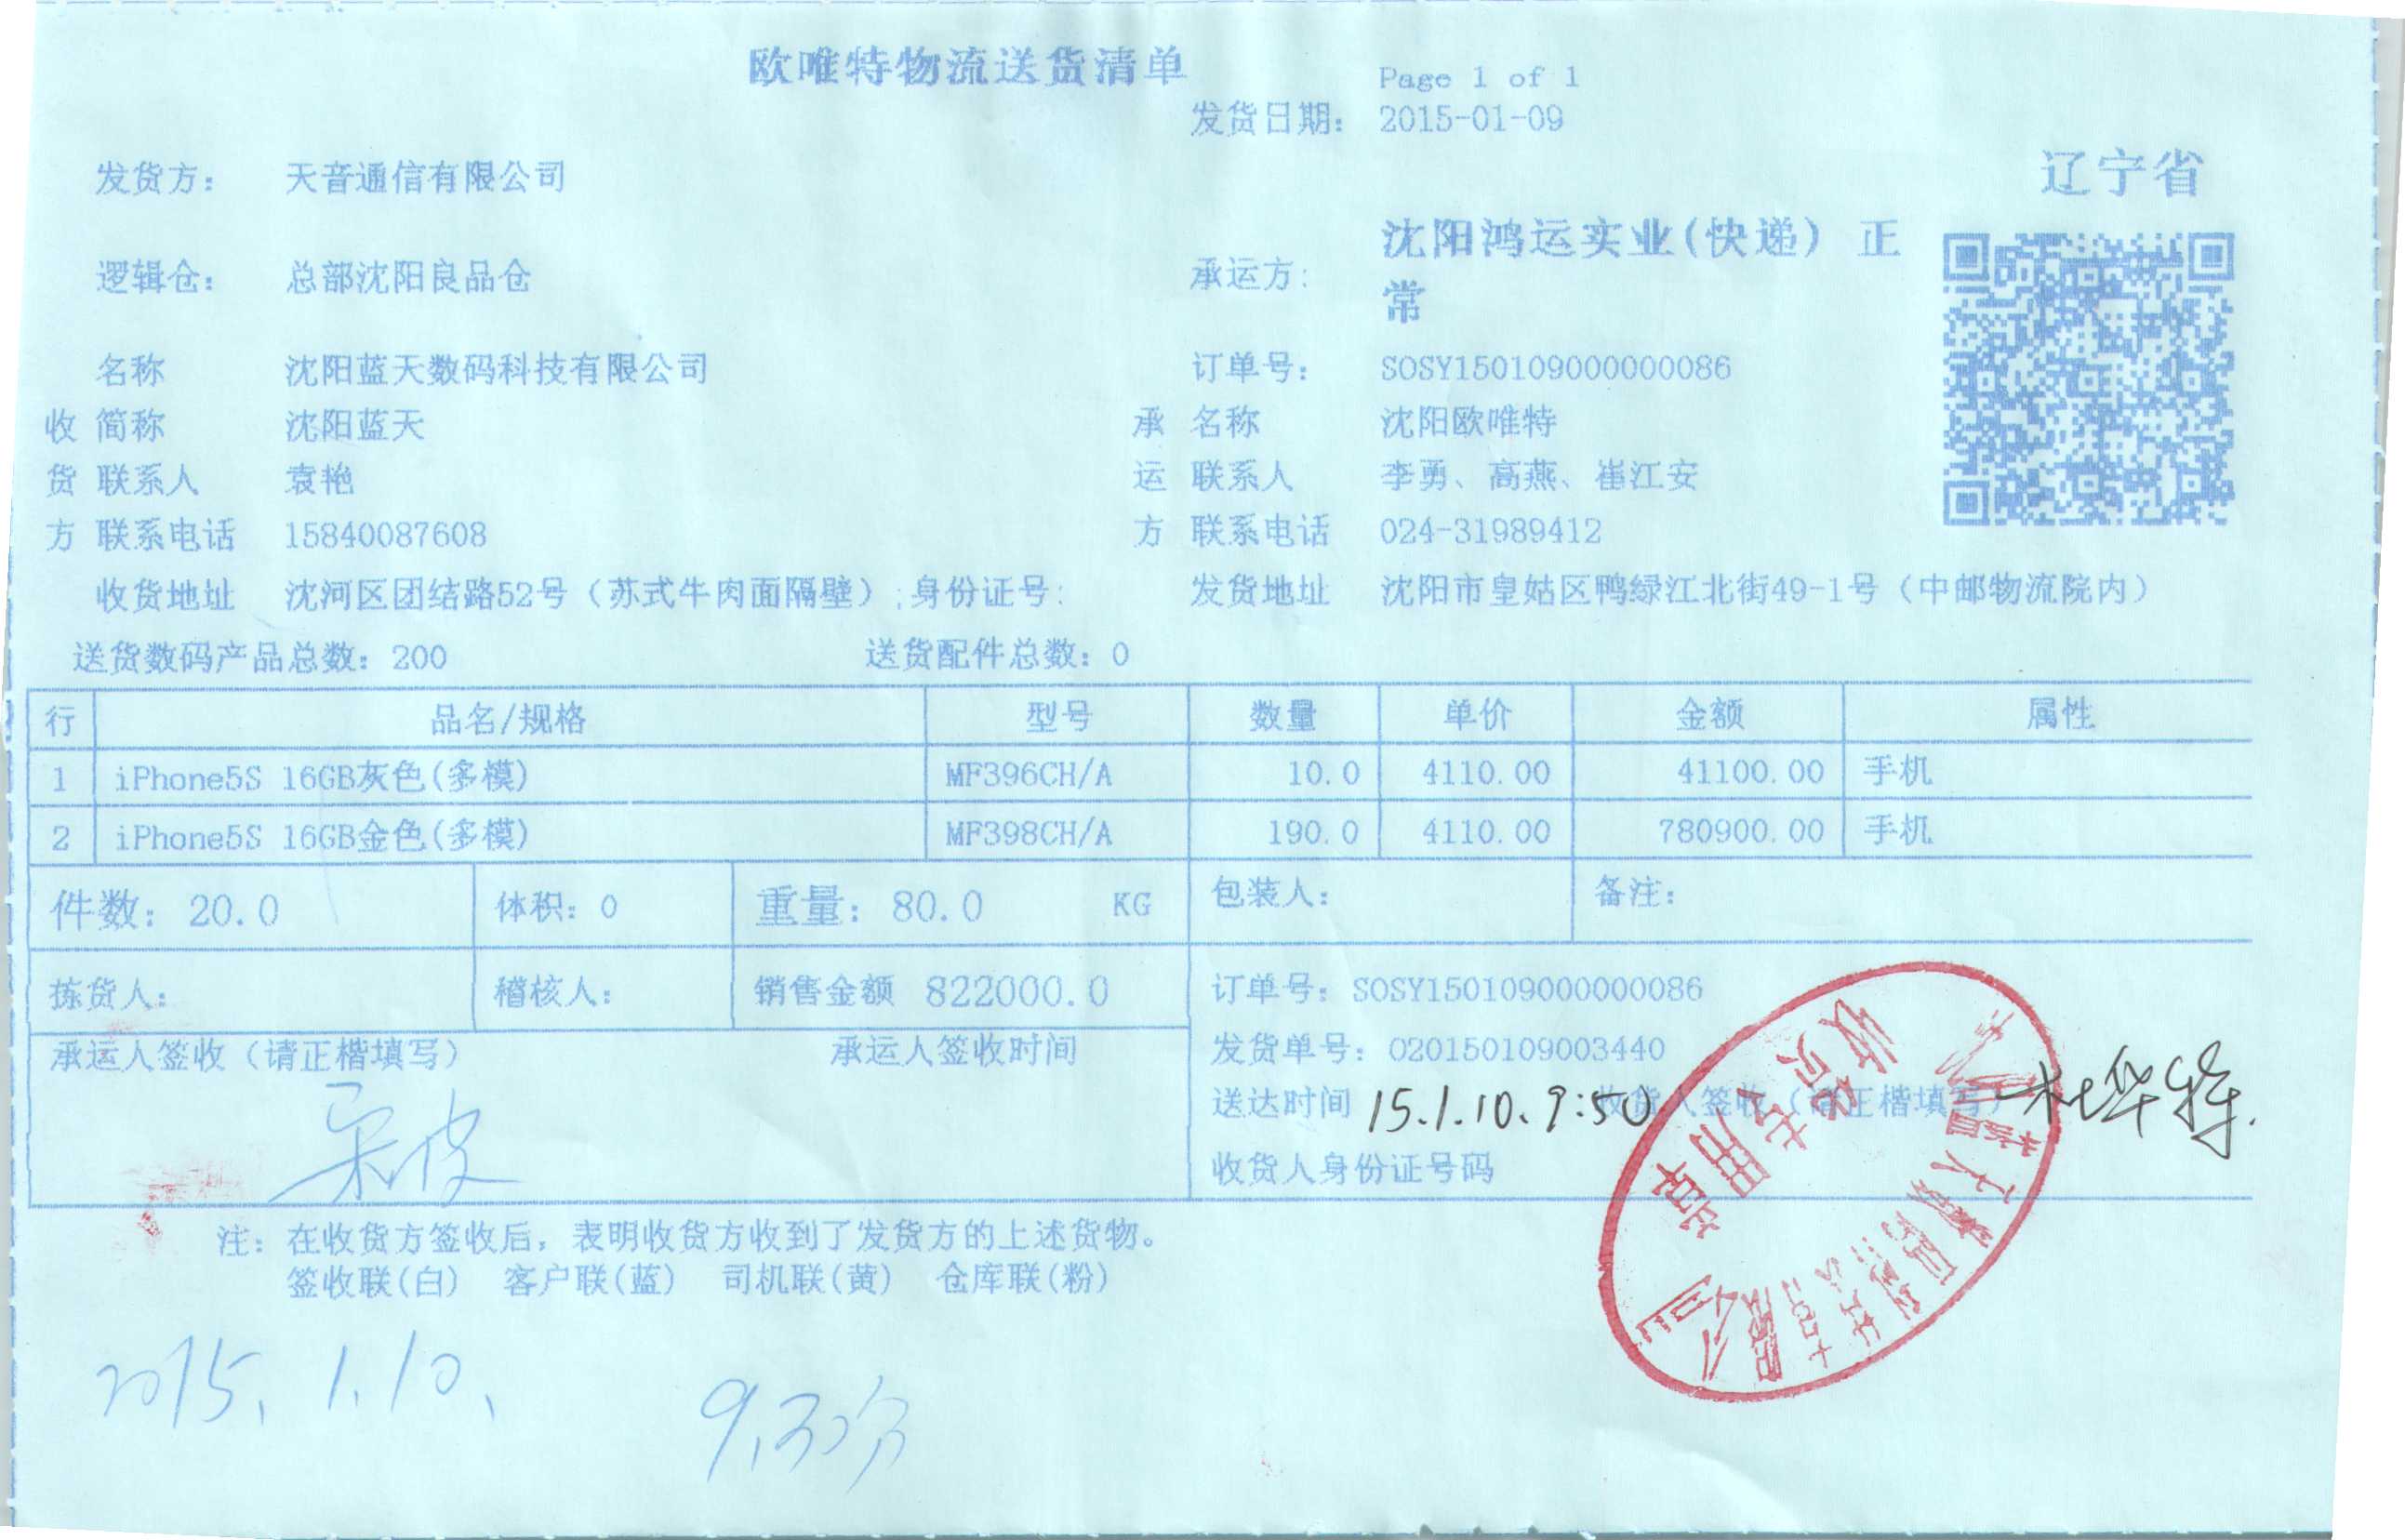 欧唯特物流送货清单
Page 1 of 1
发货日期： 2015-01-09
辽宁省
发货方： 天音通信有限公司
逻辑仓： 总部沈阳良品仓
承运方： 沈阳鸿运实业(快递) 正
常
名称 沈阳蓝天数码科技有限公司 订单号： SOSY150109000000086
收 简称 沈阳蓝天 承 名称 沈阳欧唯特
货 联系人 袁艳 运 联系人 李勇、高燕、崔江安
方 联系电话 15840087608 方 联系电话 024-31989412
收货地址 沈河区团结路52号（苏式牛肉面隔壁）;身份证号： 发货地址 沈阳市皇姑区鸭绿江北街49-1号（中邮物流院内）
送货数码产品总数：200 送货配件总数：0
行 品名/规格 型号 数量 单价 金额 属性
1 iPhone5S 16GB灰色(多模) MF396CH/A 10.0 4110.00 41100.00 手机
2 iPhone5S 16GB金色(多模) MF398CH/A 190.0 4110.00 780900.00 手机
件数：20.0 体积：0 重量：80.0 KG 包装人： 备注：
拣货人： 稽核人： 销售金额 822000.0 订单号：SOSY150109000000086
承运人签收（请正楷填写） 承运人签收时间 发货单号：020150109003440
送达时间 15.1.10.9:50 收货人签收（请正楷填写）
收货人身份证号码
收货专用章
注：在收货方签收后，表明收货方收到了发货方的上述货物。
签收联(白) 客户联(蓝) 司机联(黄) 仓库联(粉)
2015.1.10. 9,30分